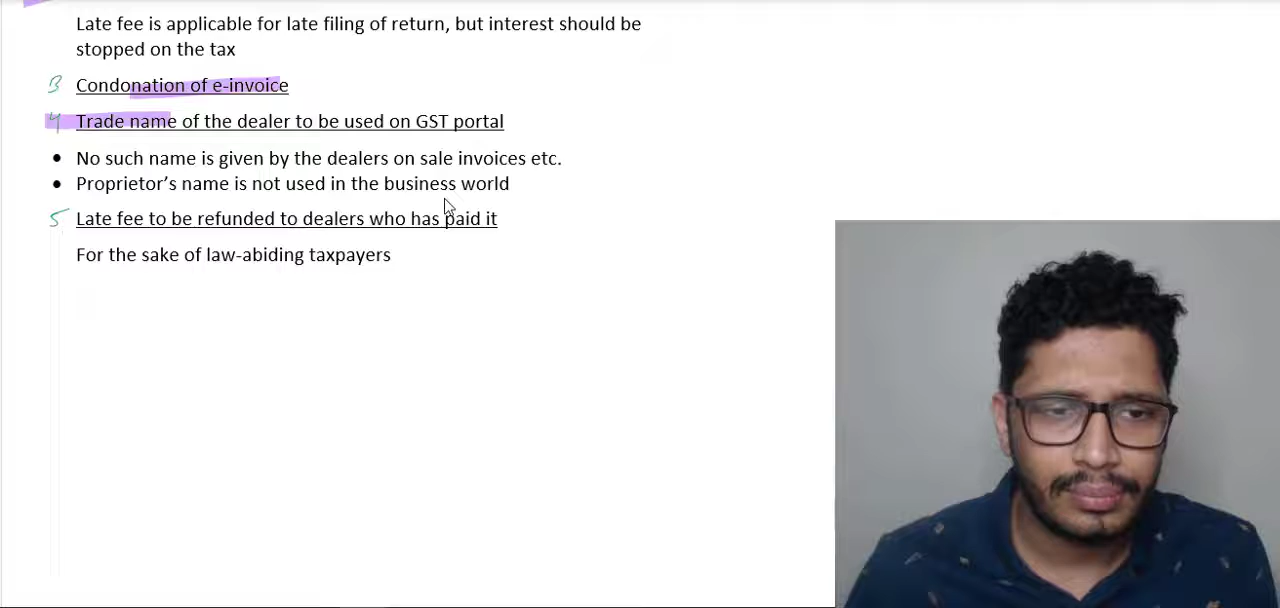 Late fee is applicable for late filing of return, but interest should be
stopped on the tax
3 Condonation of e-invoice
4 Trade name of the dealer to be used on GST portal
• No such name is given by the dealers on sale invoices etc.
• Proprietor’s name is not used in the business world
5 Late fee to be refunded to dealers who has paid it
For the sake of law-abiding taxpayers